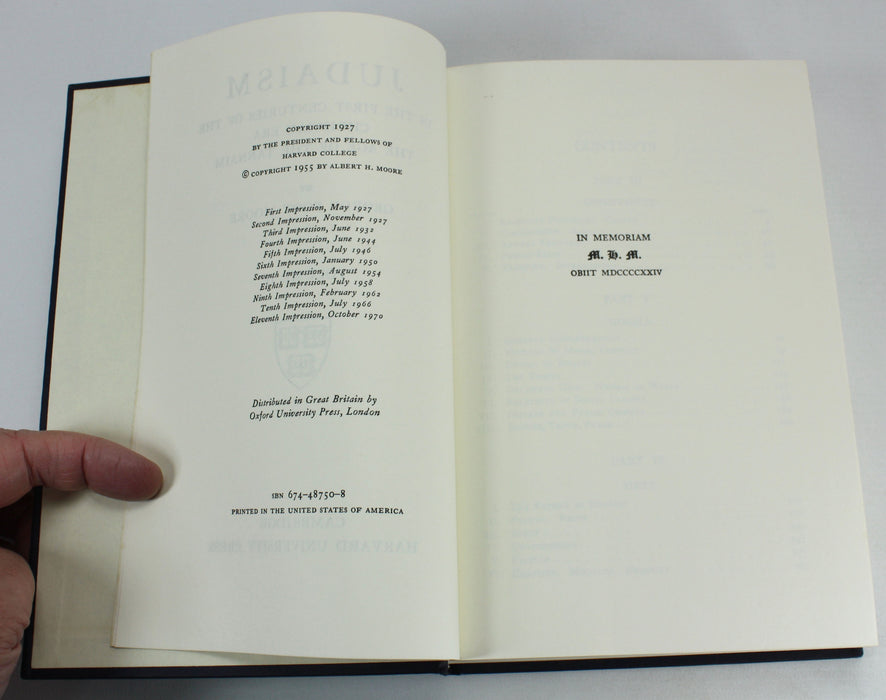 COPYRIGHT 1927
BY THE PRESIDENT AND FELLOWS OF
HARVARD COLLEGE
© COPYRIGHT 1955 BY ALBERT H. MOORE
First Impression, May 1927
Second Impression, November 1927
Third Impression, June 1932
Fourth Impression, June 1944
Fifth Impression, July 1946
Sixth Impression, January 1950
Seventh Impression, August 1954
Eighth Impression, July 1958
Ninth Impression, February 1962
Tenth Impression, July 1966
Eleventh Impression, October 1970
Distributed in Great Britain by
Oxford University Press, London
SBN 674-48750-8
PRINTED IN THE UNITED STATES OF AMERICA
IN MEMORIAM
M. H. M.
OBIIT MDCCCCXXIV